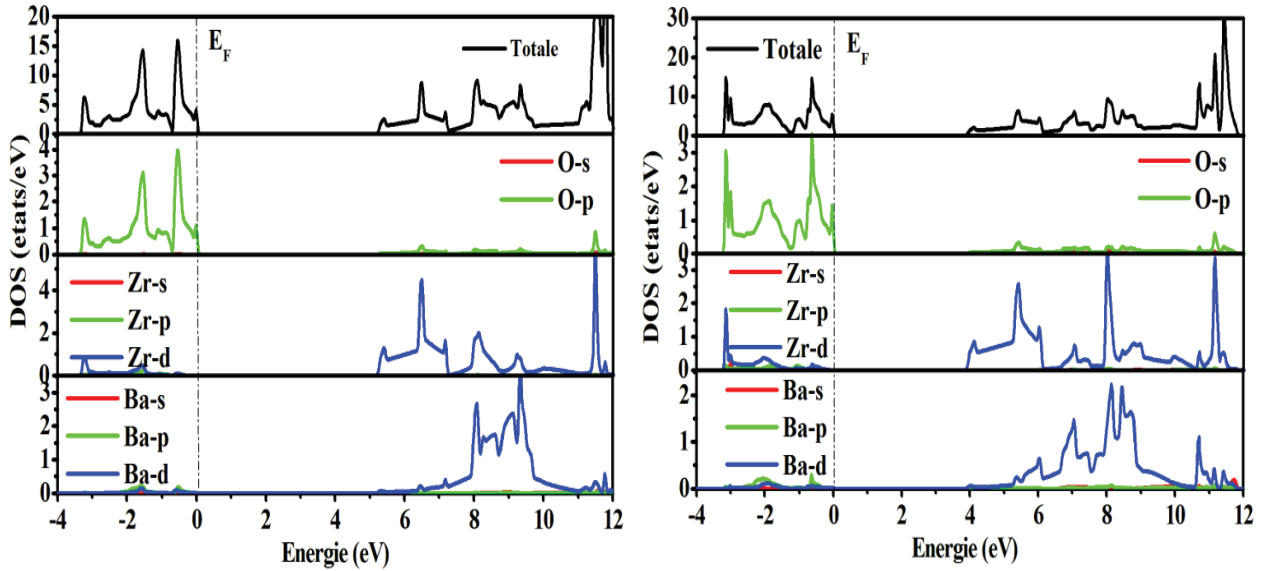 DOS (etats/eV)
20
15
10
5
0
E_F
Totale
4
3
2
1
0
O-s
O-p
4
2
0
Zr-s
Zr-p
Zr-d
3
2
1
0
Ba-s
Ba-p
Ba-d
-4 -2 0 2 4 6 8 10 12
Energie (eV)
DOS (etats/eV)
30
20
10
0
Totale
E_F
3
2
1
0
O-s
O-p
3
2
1
0
Zr-s
Zr-p
Zr-d
2
1
0
Ba-s
Ba-p
Ba-d
-4 -2 0 2 4 6 8 10 12
Energie (eV)